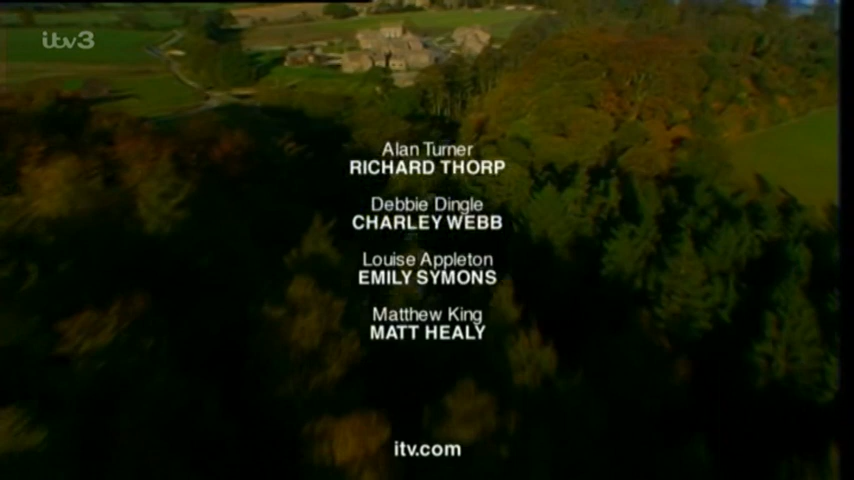 itv3
Alan Turner
RICHARD THORP
Debbie Dingle
CHARLEY WEBB
Louise Appleton
EMILY SYMONS
Matthew King
MATT HEALY
itv.com